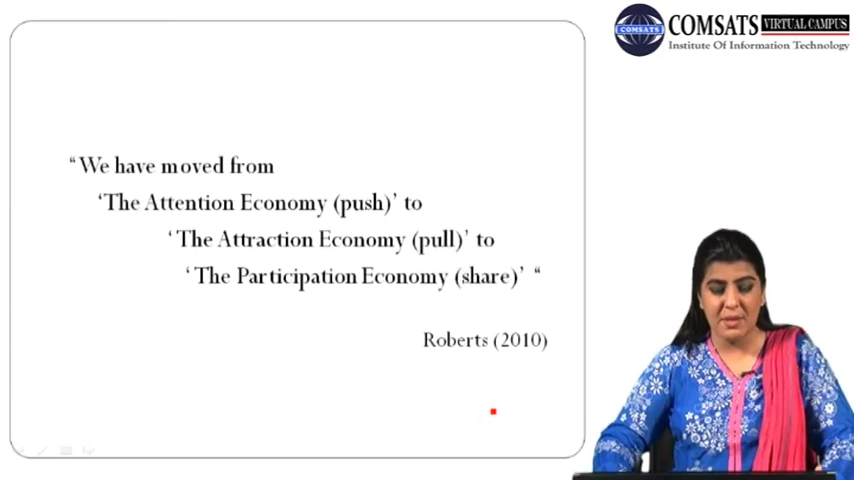 COMSATS VIRTUAL CAMPUS
COMSATS
Institute Of Information Technology
“We have moved from
‘The Attention Economy (push)’ to
‘ The Attraction Economy (pull)’ to
‘ The Participation Economy (share)’ “
Roberts (2010)